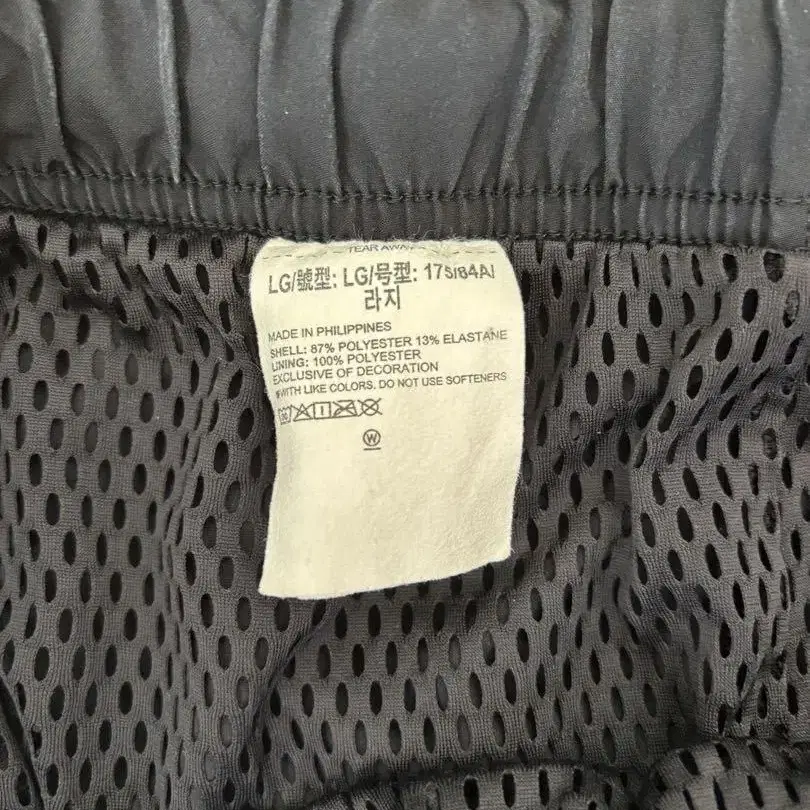 TEAR AWAY
LG/號型: LG/号型: 175/84A/
라지
MADE IN PHILIPPINES
SHELL: 87% POLYESTER 13% ELASTANE
LINING: 100% POLYESTER
EXCLUSIVE OF DECORATION
WITH LIKE COLORS, DO NOT USE SOFTENERS
W